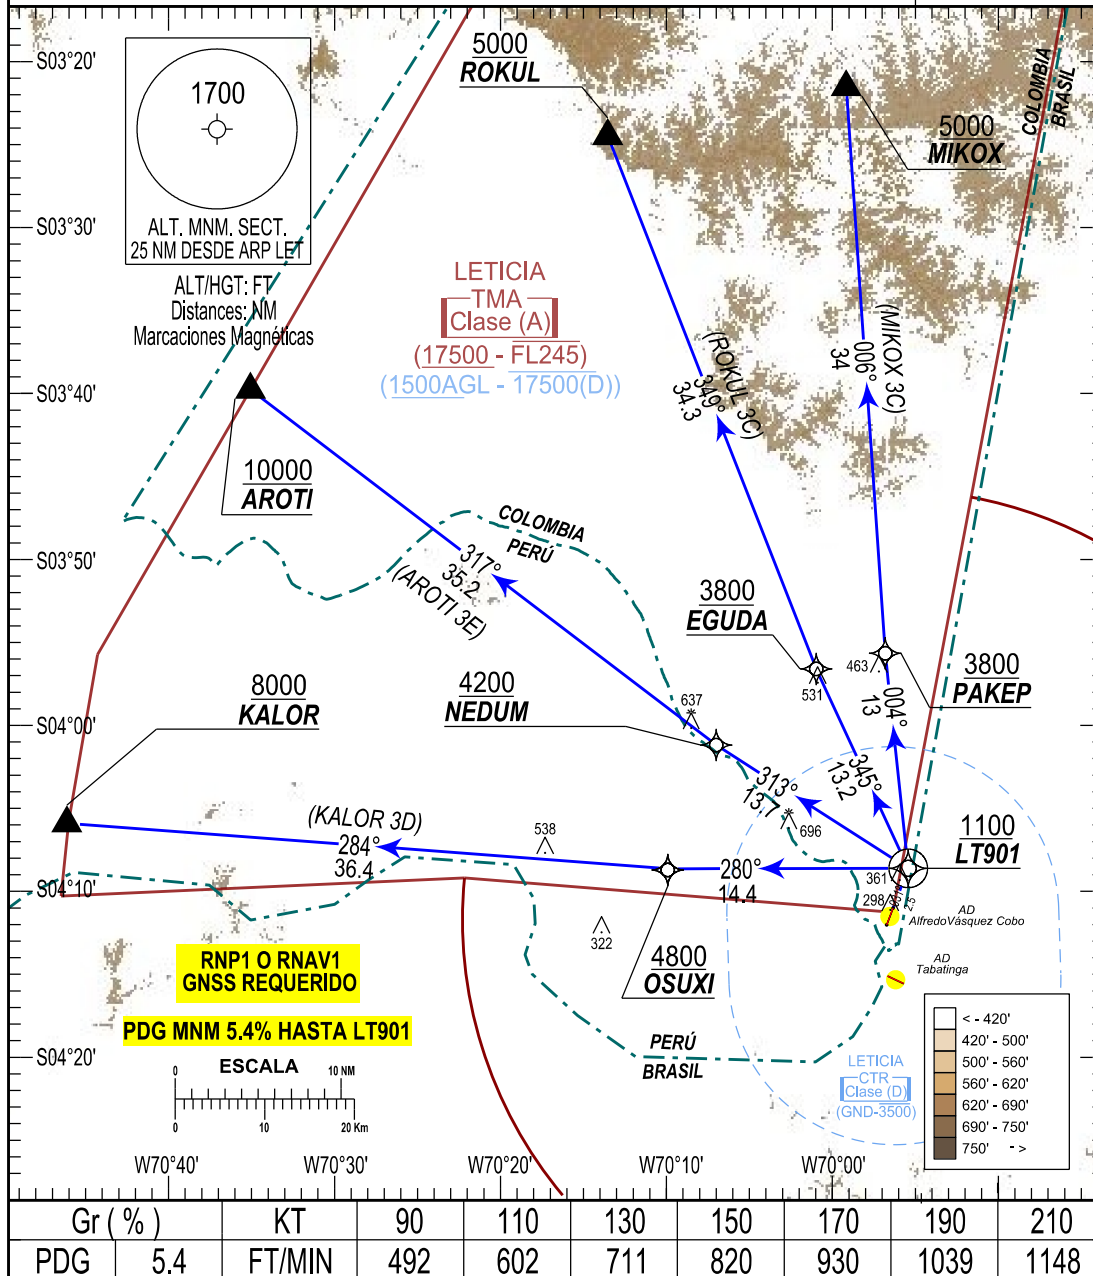 S03°20'
S03°30'
S03°40'
S03°50'
S04°00'
S04°10'
S04°20'
1700
ALT. MNM. SECT.
25 NM DESDE ARP LET
ALT/HGT: FT
Distances: NM
Marcaciones Magnéticas
5000
ROKUL
5000
MIKOX
COLOMBIA
BRASIL
LETICIA
TMA
Clase (A)
(17500 - FL245)
(1500AGL - 17500(D))
(ROKUL 3C)
349°
34.3
(MIKOX 3C)
006°
34
10000
AROTI
COLOMBIA
PERÚ
317°
35.2
(AROTI 3E)
3800
EGUDA
531
463
3800
PAKEP
004°
13
8000
KALOR
4200
NEDUM
637
313°
13.7
345°
13.2
696
(KALOR 3D)
284°
36.4
538
280°
14.4
1100
LT901
361
298
2.5
AD
AlfredoVásquez Cobo
AD
Tabatinga
322
4800
OSUXI
RNP1 O RNAV1
GNSS REQUERIDO
PDG MNM 5.4% HASTA LT901
ESCALA
0 10 NM
0 10 20 Km
PERÚ
BRASIL
LETICIA
CTR
Clase (D)
(GND-3500)
< - 420'
420' - 500'
500' - 560'
560' - 620'
620' - 690'
690' - 750'
750' - >
W70°40' W70°30' W70°20' W70°10' W70°00'
Gr ( % ) KT 90 110 130 150 170 190 210
PDG 5.4 FT/MIN 492 602 711 820 930 1039 1148